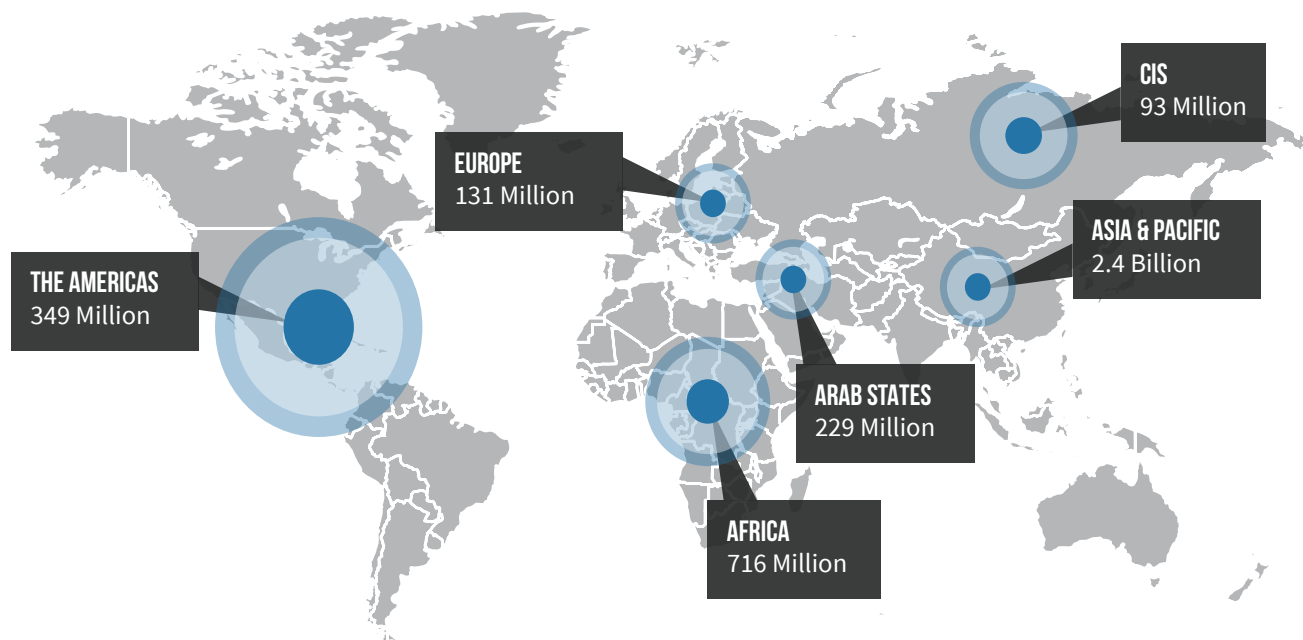 CIS
93 Million
EUROPE
131 Million
ASIA & PACIFIC
2.4 Billion
THE AMERICAS
349 Million
ARAB STATES
229 Million
AFRICA
716 Million